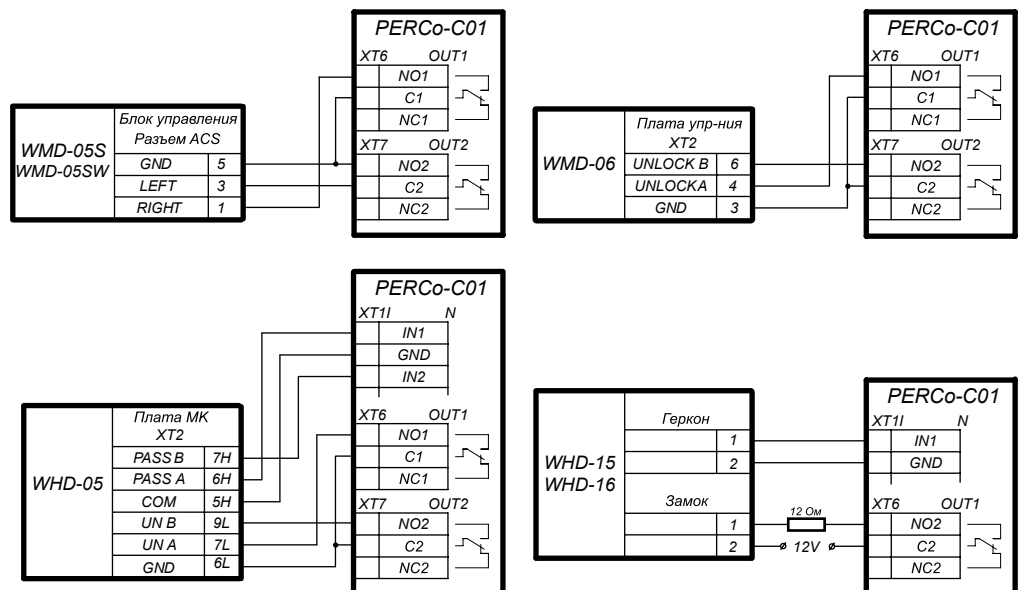 PERCo-C01
XT6 OUT1
NO1
C1
NC1
XT7 OUT2
NO2
C2
NC2
WMD-05S
WMD-05SW
Блок управления
Разъем ACS
GND 5
LEFT 3
RIGHT 1
PERCo-C01
XT6 OUT1
NO1
C1
NC1
XT7 OUT2
NO2
C2
NC2
WMD-06
Плата упр-ния
XT2
UNLOCK B 6
UNLOCKA 4
GND 3
PERCo-C01
XT1I N
IN1
GND
IN2
XT6 OUT1
NO1
C1
NC1
XT7 OUT2
NO2
C2
NC2
WHD-05
Плата МК
XT2
PASS B 7H
PASS A 6H
COM 5H
UN B 9L
UN A 7L
GND 6L
PERCo-C01
XT1I N
IN1
GND
XT6 OUT1
NO2
C2
NC2
WHD-15
WHD-16
Геркон
1
2
Замок
1
2
12 Ом
12V